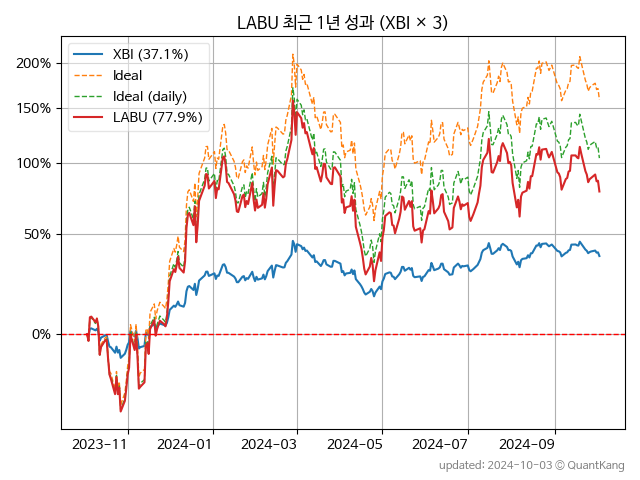 LABU 최근 1년 성과 (XBI × 3)
XBI (37.1%)
Ideal
Ideal (daily)
LABU (77.9%)
200%
150%
100%
50%
0%
2023-11 2024-01 2024-03 2024-05 2024-07 2024-09
updated: 2024-10-03 © QuantKang